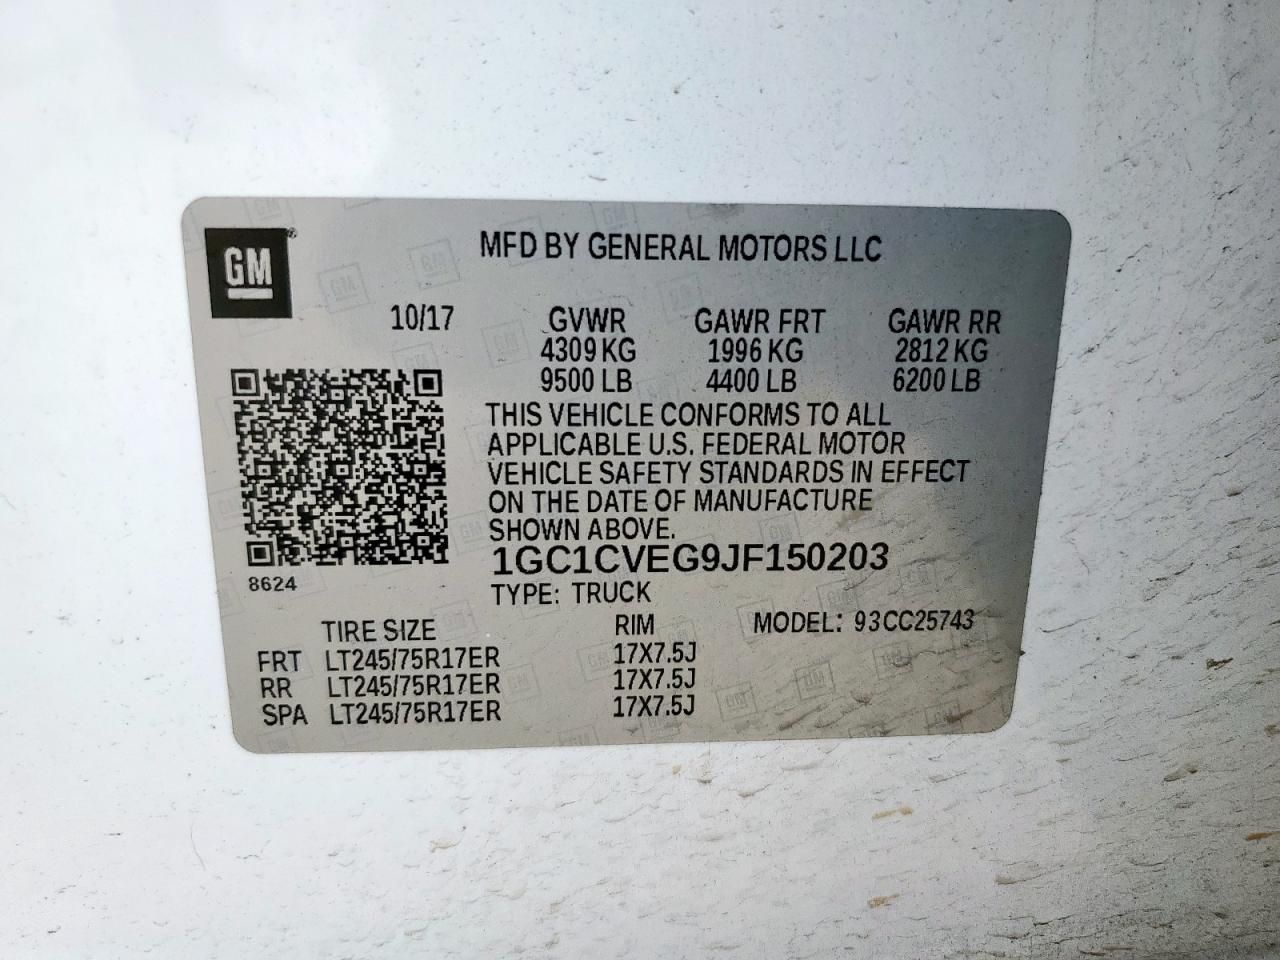 GM
MFD BY GENERAL MOTORS LLC
10/17 GVWR GAWR FRT GAWR RR
4309 KG 1996 KG 2812 KG
9500 LB 4400 LB 6200 LB
THIS VEHICLE CONFORMS TO ALL
APPLICABLE U.S. FEDERAL MOTOR
VEHICLE SAFETY STANDARDS IN EFFECT
ON THE DATE OF MANUFACTURE
SHOWN ABOVE.
8624
1GC1CVEG9JF150203
TYPE: TRUCK
TIRE SIZE RIM MODEL: 93CC25743
FRT LT245/75R17ER 17X7.5J
RR LT245/75R17ER 17X7.5J
SPA LT245/75R17ER 17X7.5J